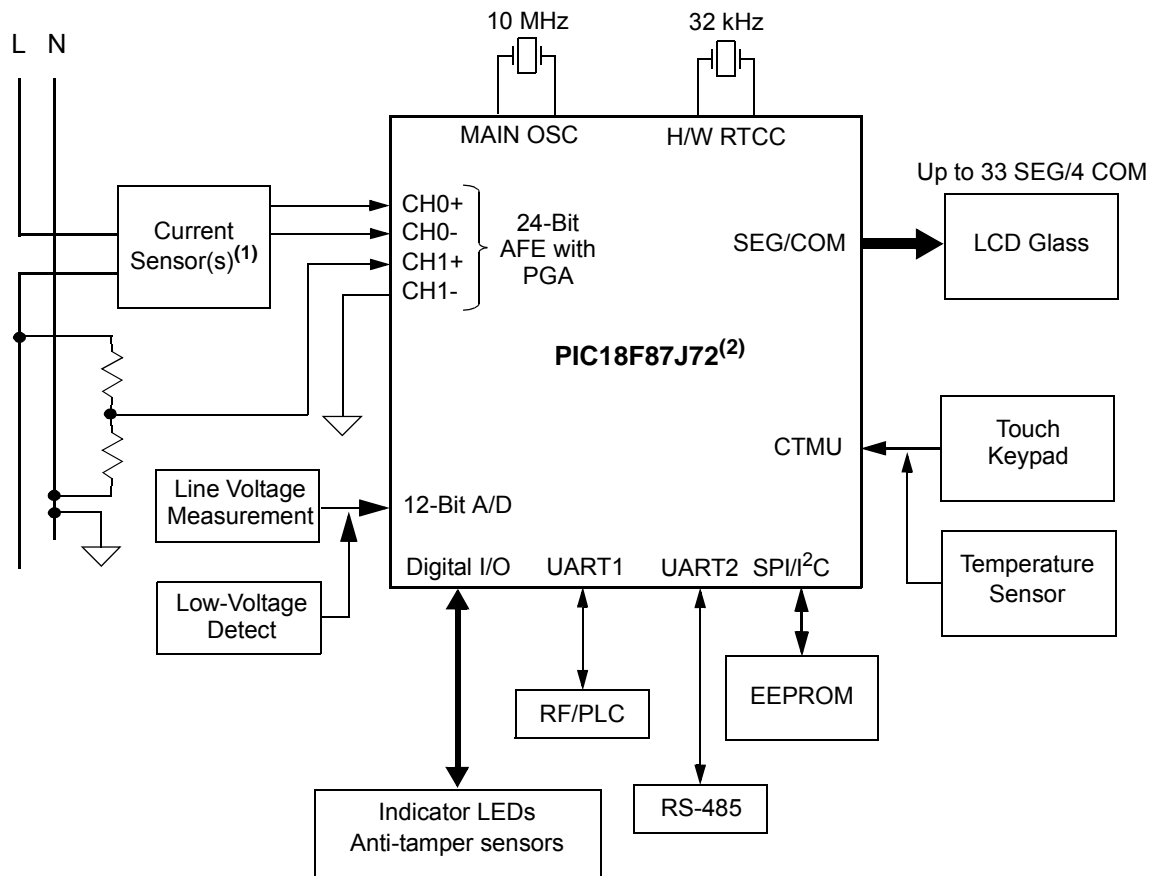 10 MHz
32 kHz
L N
MAIN OSC
H/W RTCC
Up to 33 SEG/4 COM
Current
Sensor(s)(1)
CH0+
CH0-
CH1+
CH1-
24-Bit
AFE with
PGA
SEG/COM
LCD Glass
PIC18F87J72(2)
CTMU
Touch
Keypad
Line Voltage
Measurement
12-Bit A/D
Temperature
Sensor
Low-Voltage
Detect
Digital I/O
UART1
UART2
SPI/I²C
RF/PLC
EEPROM
RS-485
Indicator LEDs
Anti-tamper sensors